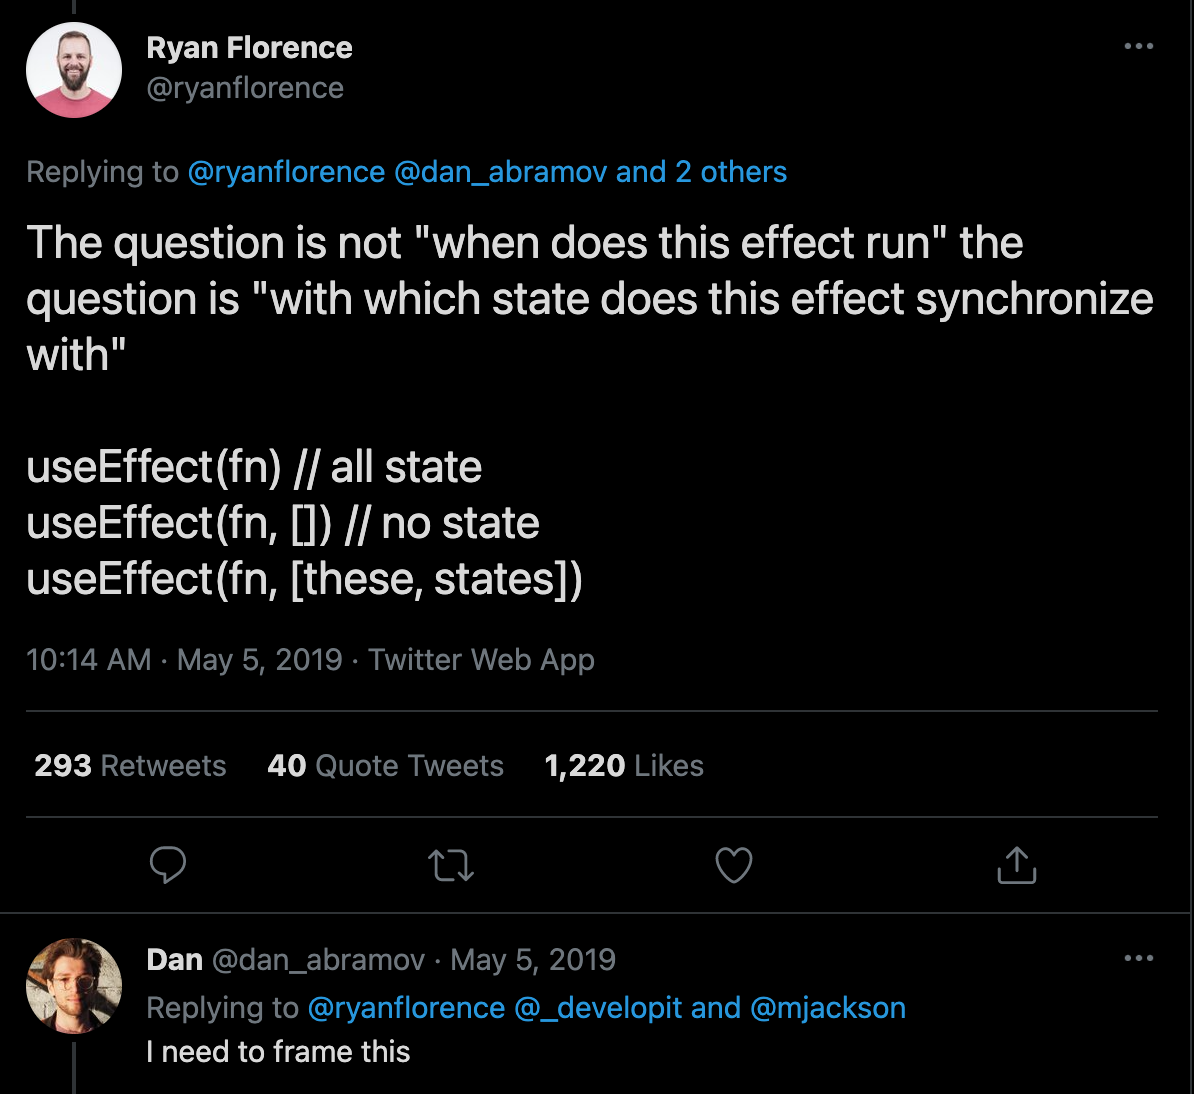 Ryan Florence
@ryanflorence
Replying to @ryanflorence @dan_abramov and 2 others
The question is not "when does this effect run" the
question is "with which state does this effect synchronize
with"
useEffect(fn) // all state
useEffect(fn, []) // no state
useEffect(fn, [these, states])
10:14 AM · May 5, 2019 · Twitter Web App
293 Retweets 40 Quote Tweets 1,220 Likes
Dan @dan_abramov · May 5, 2019
Replying to @ryanflorence @_developit and @mjackson
I need to frame this